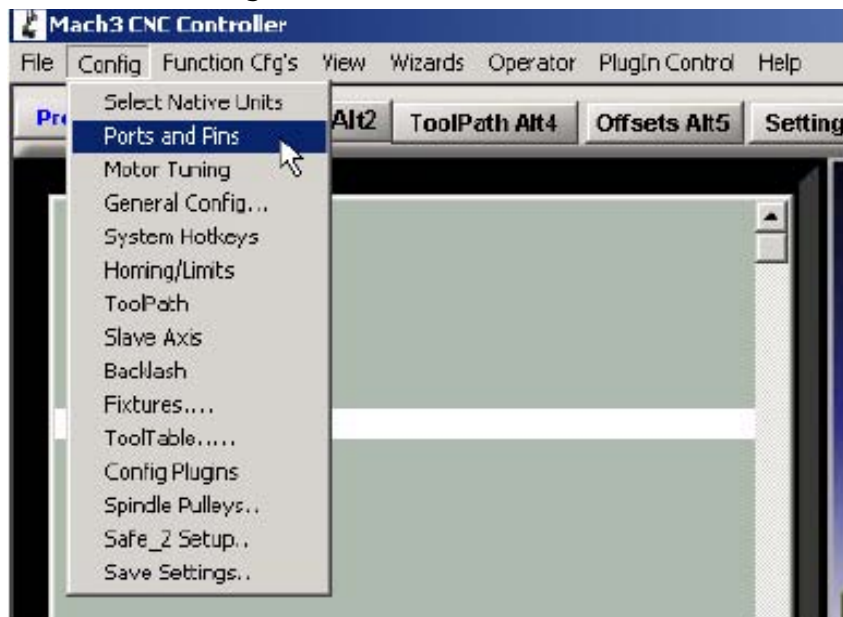 Mach3 CNC Controller
File Config Function Cfg's View Wizards Operator PlugIn Control Help
Alt2 ToolPath Alt4 Offsets Alt5 Setting
Select Native Units
Ports and Pins
Motor Tuning
General Config...
System Hotkeys
Homing/Limits
ToolPath
Slave Axis
Backlash
Fixtures....
ToolTable.....
Config Plugins
Spindle Pulleys..
Safe_Z Setup..
Save Settings..